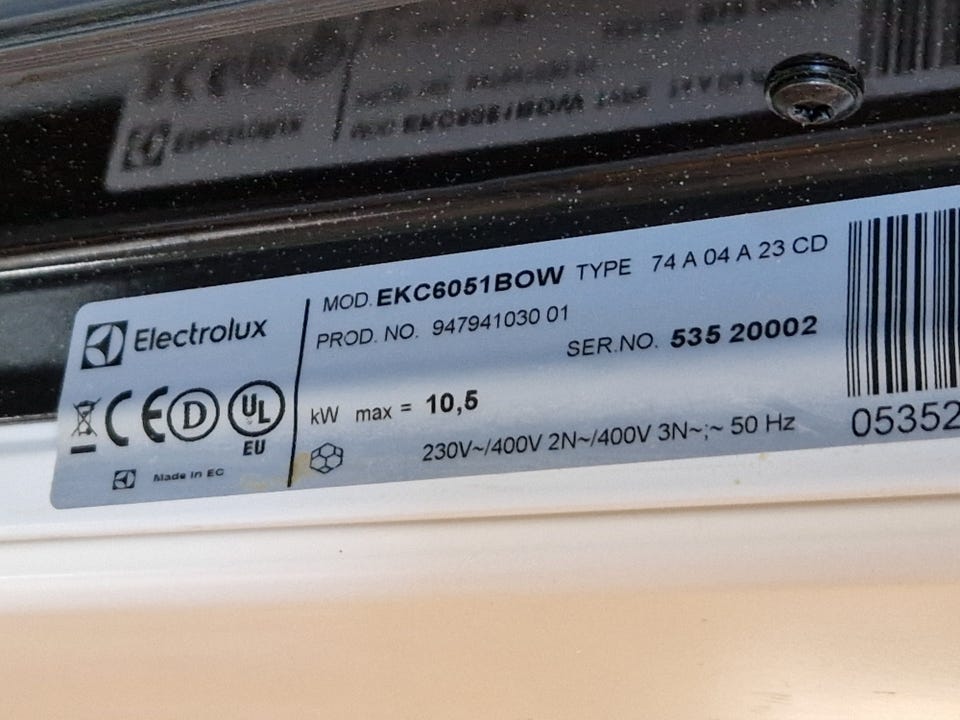 Electrolux
MOD. EKC6051BOW TYPE 74 A 04 A 23 CD
PROD. NO. 947941030 01
SER.NO. 535 20002
kW max = 10,5
230V~/400V 2N~/400V 3N~;~ 50 Hz
CE D UL
EU
Made in EC
05352